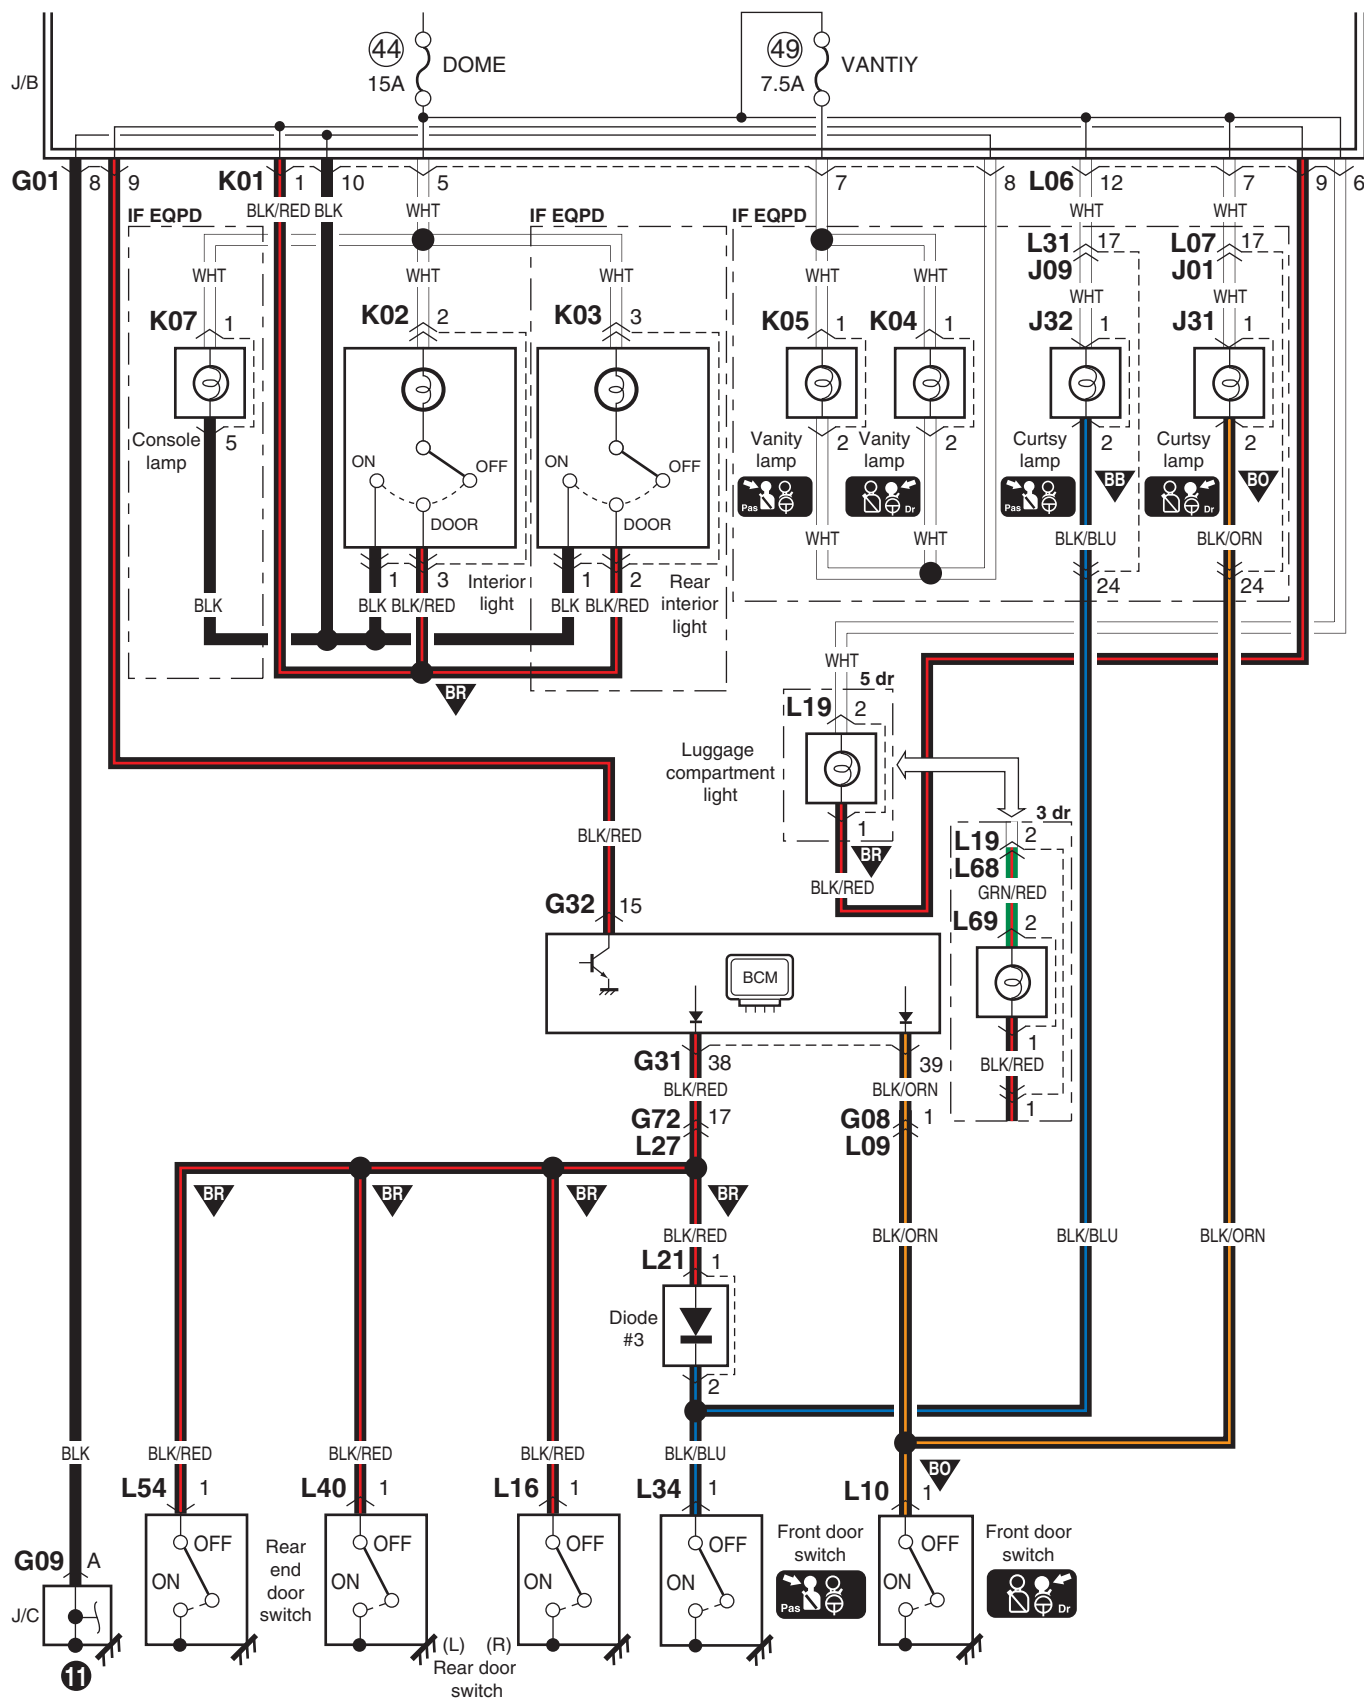 44
15A
DOME
49
7.5A
VANTIY
J/B
G01 8 9
K01 1 10 5 7 8
L06 12 7 9 6
BLK/RED BLK WHT WHT WHT
IF EQPD
IF EQPD
IF EQPD
L31 17
J09
L07 17
J01
WHT WHT WHT WHT WHT WHT WHT
K07 1
K02 2
K03 3
K05 1
K04 1
J32 1
J31 1
5
Console
lamp
ON OFF
DOOR
ON OFF
DOOR
2
Vanity
lamp
Pas
2
Vanity
lamp
Dr
2
Curtsy
lamp
Pas
BB
2
Curtsy
lamp
Dr
BO
WHT WHT BLK/BLU BLK/ORN
1 3
Interior
light
1 2
Rear
interior
light
24 24
BLK BLK BLK/RED BLK BLK/RED
BR
WHT
5 dr
L19 2
Luggage
compartment
light
1
BR
BLK/RED
3 dr
L19 2
L68
GRN/RED
L69 2
1
BLK/RED
1
BLK/RED
G32 15
BCM
G31 38 39
BLK/RED BLK/ORN
G72 17
L27
G08 1
L09
BR BR BR BR
BLK/RED BLK/ORN BLK/BLU BLK/ORN
L21 1
Diode
#3
2
BLK BLK/RED BLK/RED BLK/RED BLK/BLU
BO
L54 1
L40 1
L16 1
L34 1
L10 1
G09 A
J/C
11
OFF
ON
Rear
end
door
switch
OFF
ON
(L) (R)
Rear door
switch
OFF
ON
OFF
ON
Front door
switch
Pas
OFF
ON
Front door
switch
Dr